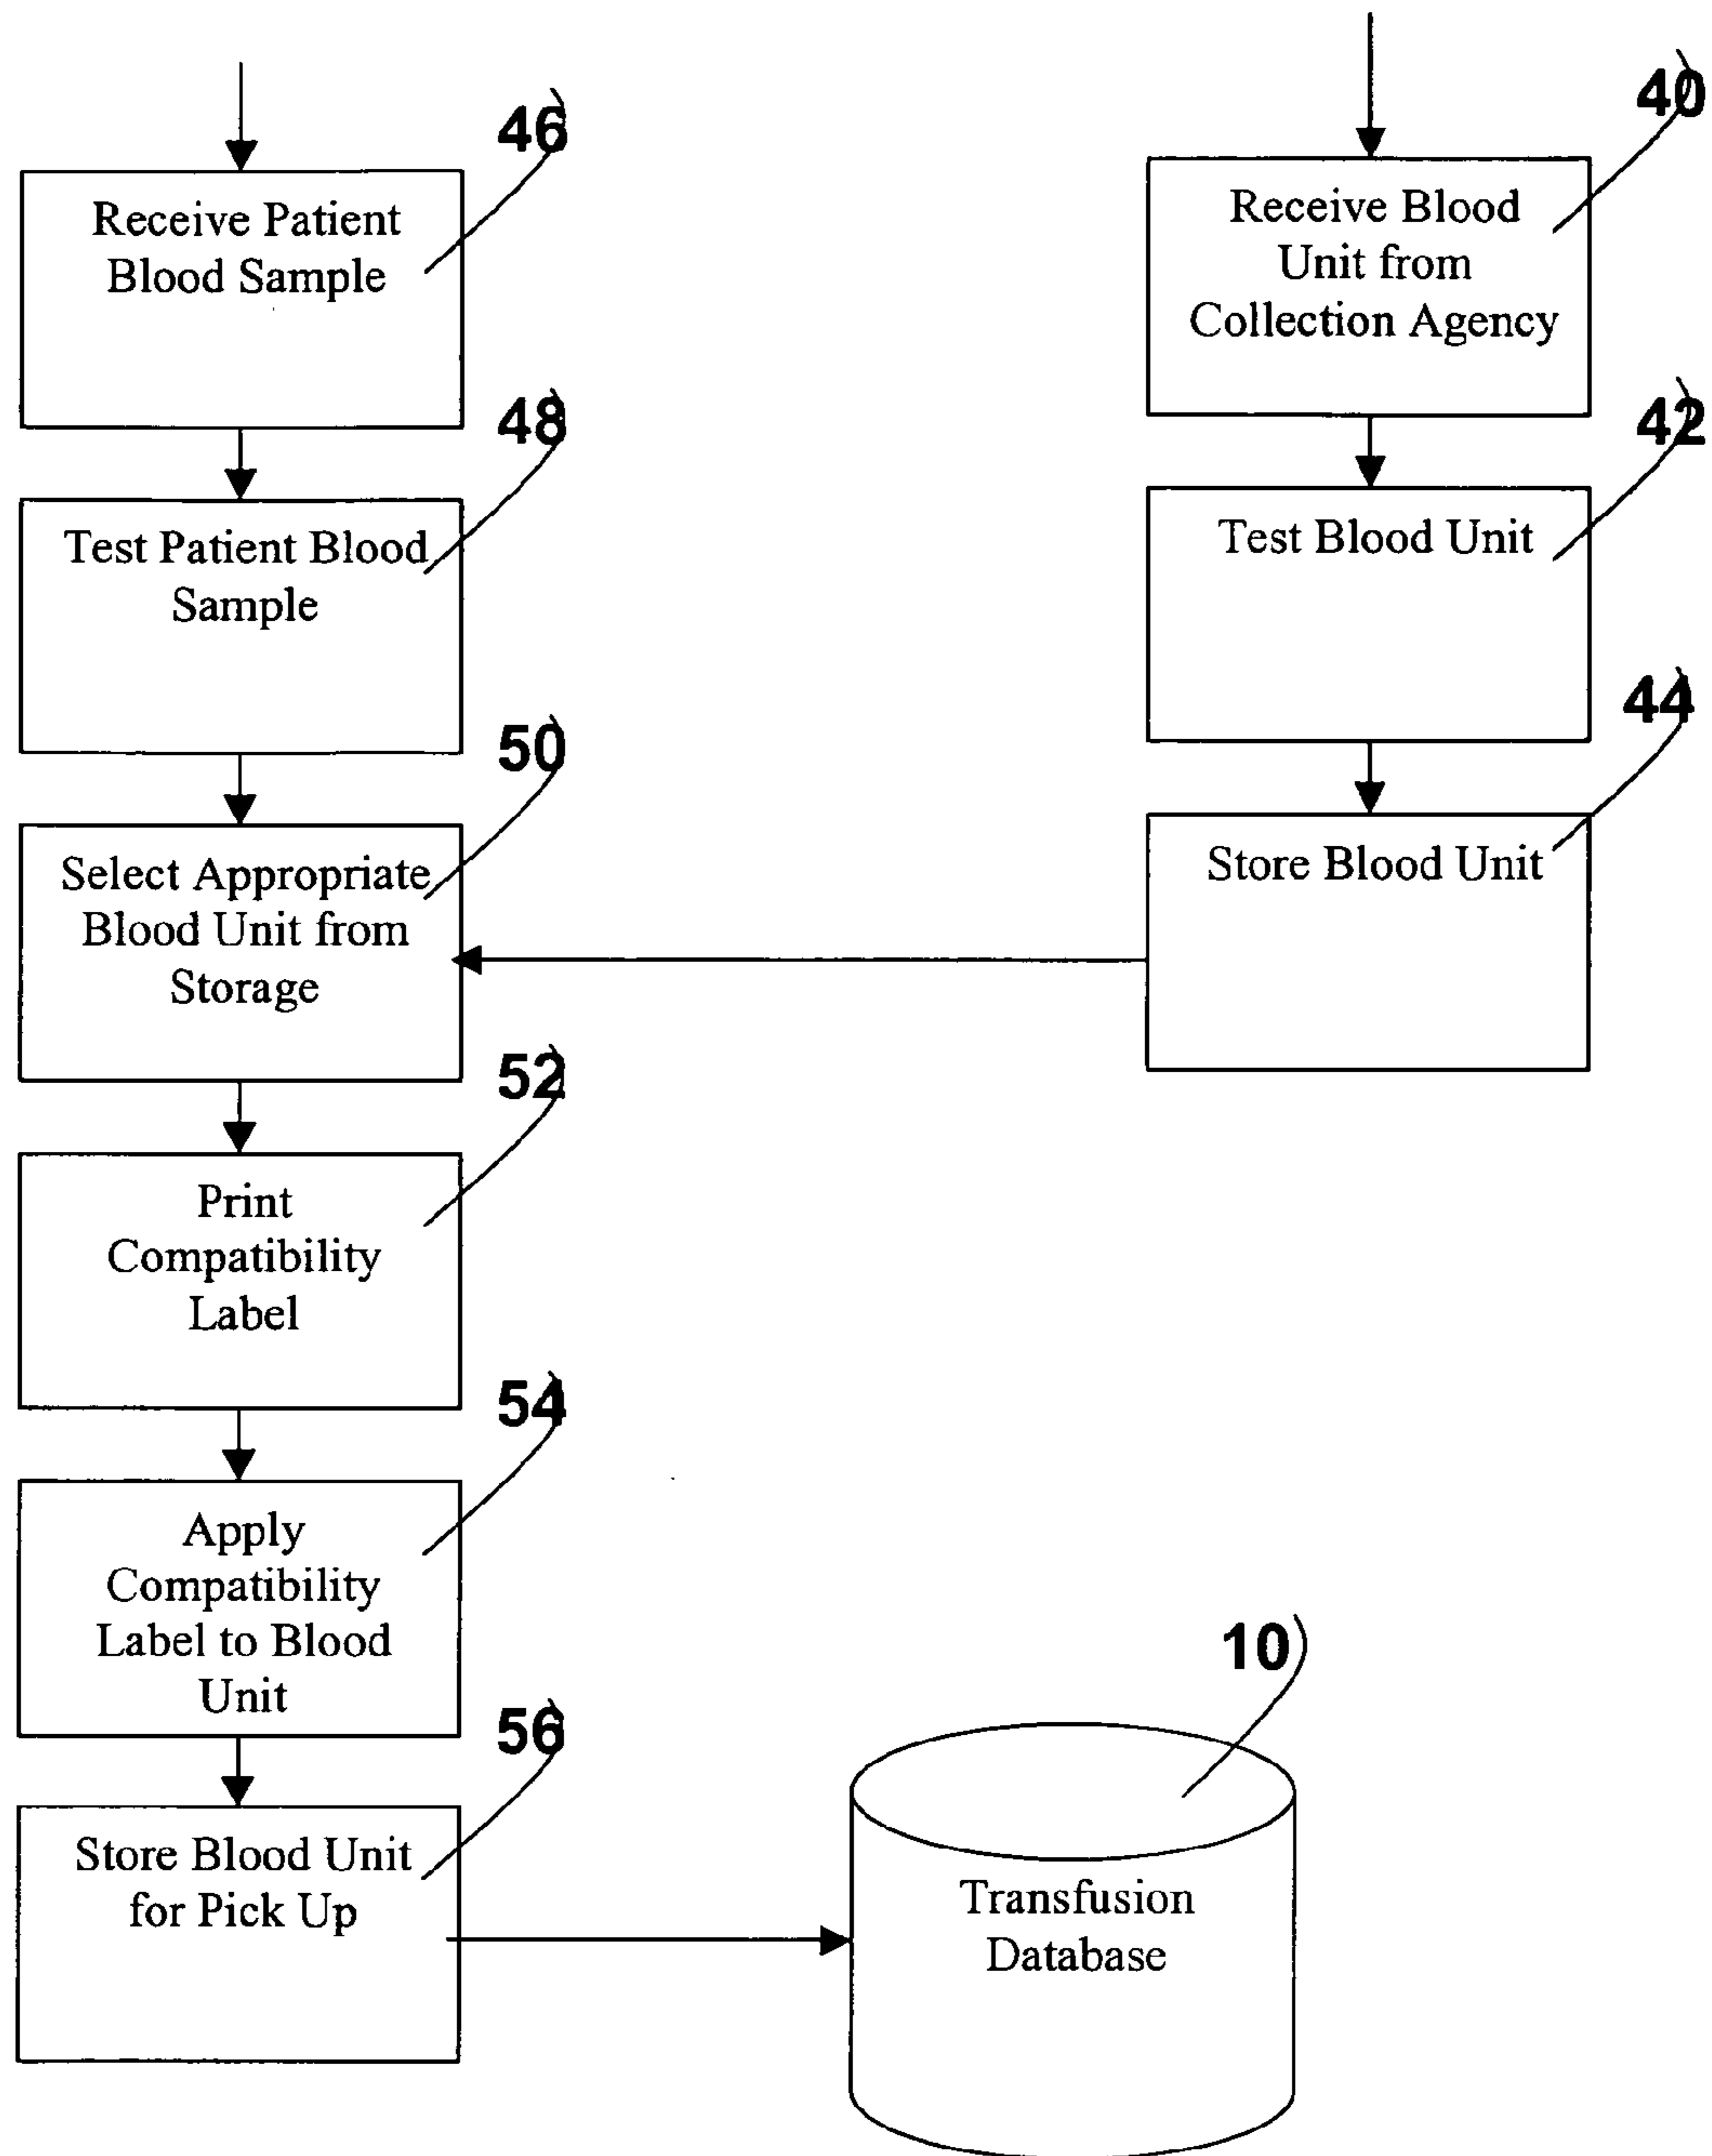 46
Receive Patient
Blood Sample
48
Test Patient Blood
Sample
50
Select Appropriate
Blood Unit from
Storage
52
Print
Compatibility
Label
54
Apply
Compatibility
Label to Blood
Unit
56
Store Blood Unit
for Pick Up
40
Receive Blood
Unit from
Collection Agency
42
Test Blood Unit
44
Store Blood Unit
10
Transfusion
Database